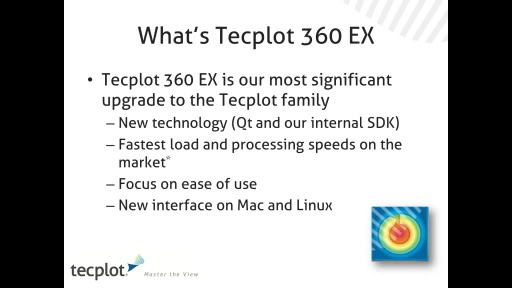 What's Tecplot 360 EX
• Tecplot 360 EX is our most significant
upgrade to the Tecplot family
– New technology (Qt and our internal SDK)
– Fastest load and processing speeds on the
market*
– Focus on ease of use
– New interface on Mac and Linux
tecplot. Master the View